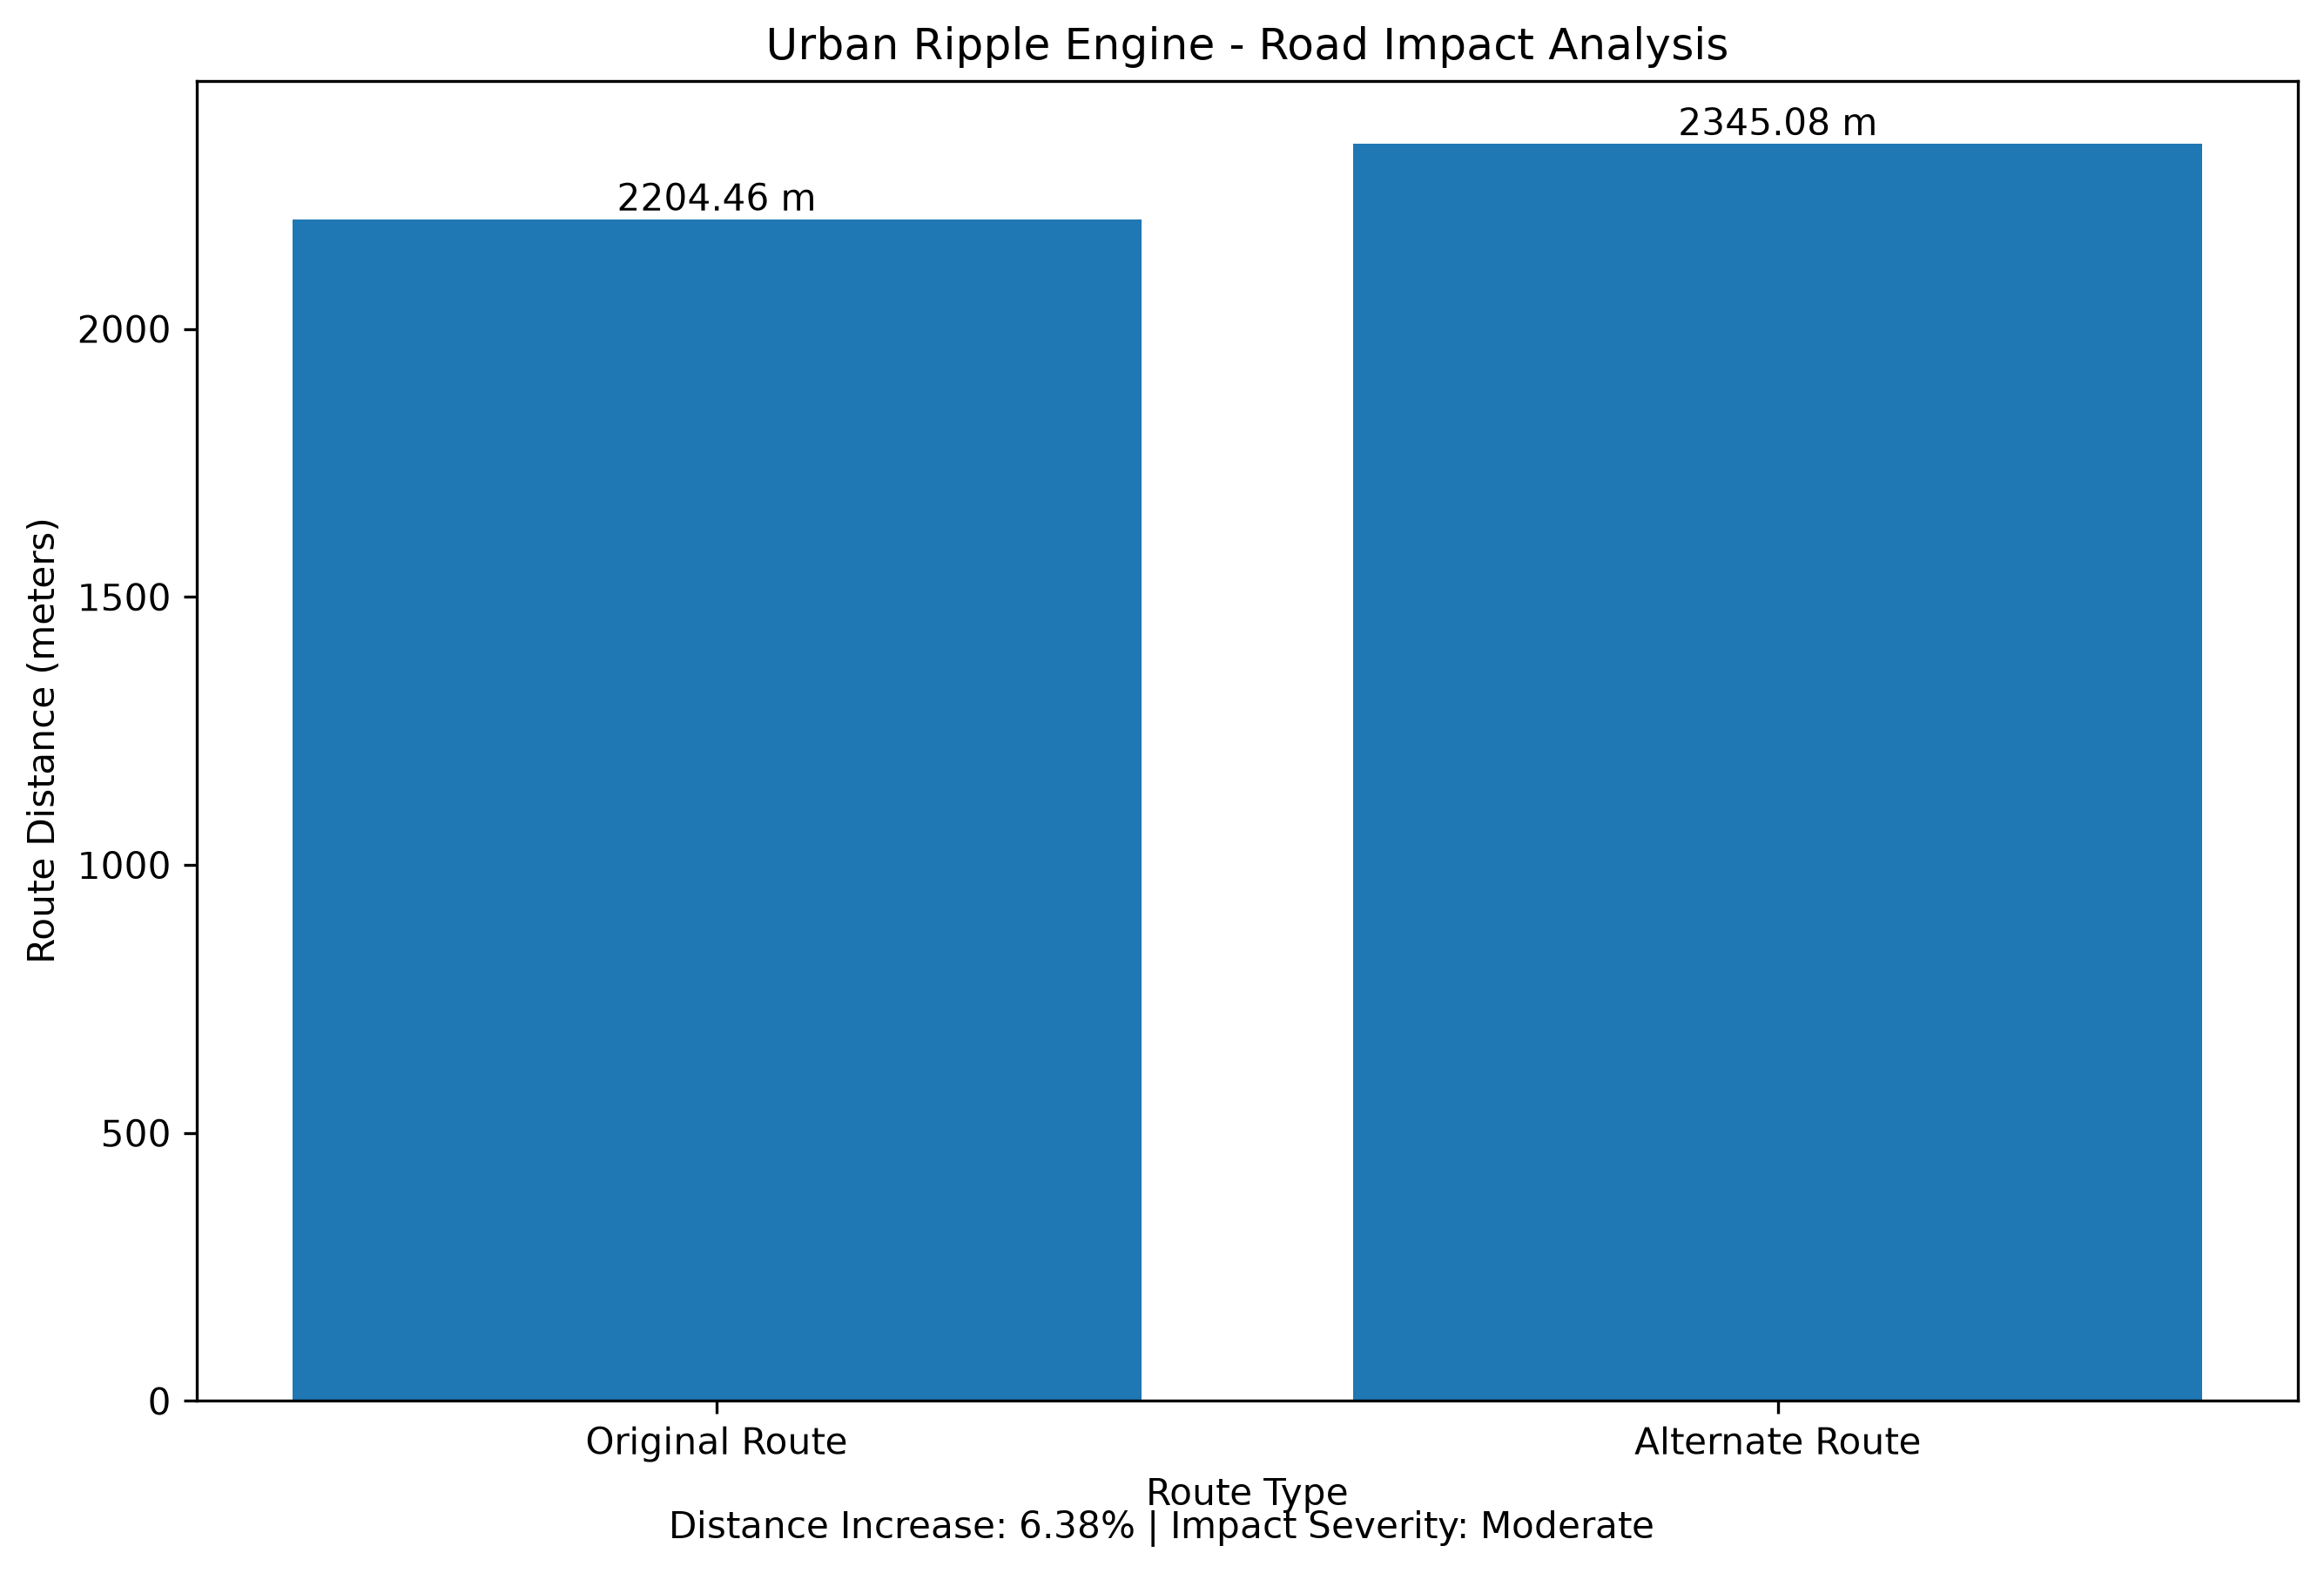 Urban Ripple Engine - Road Impact Analysis
2204.46 m
2345.08 m
Route Distance (meters)
2000
1500
1000
500
0
Original Route
Alternate Route
Route Type
Distance Increase: 6.38% | Impact Severity: Moderate